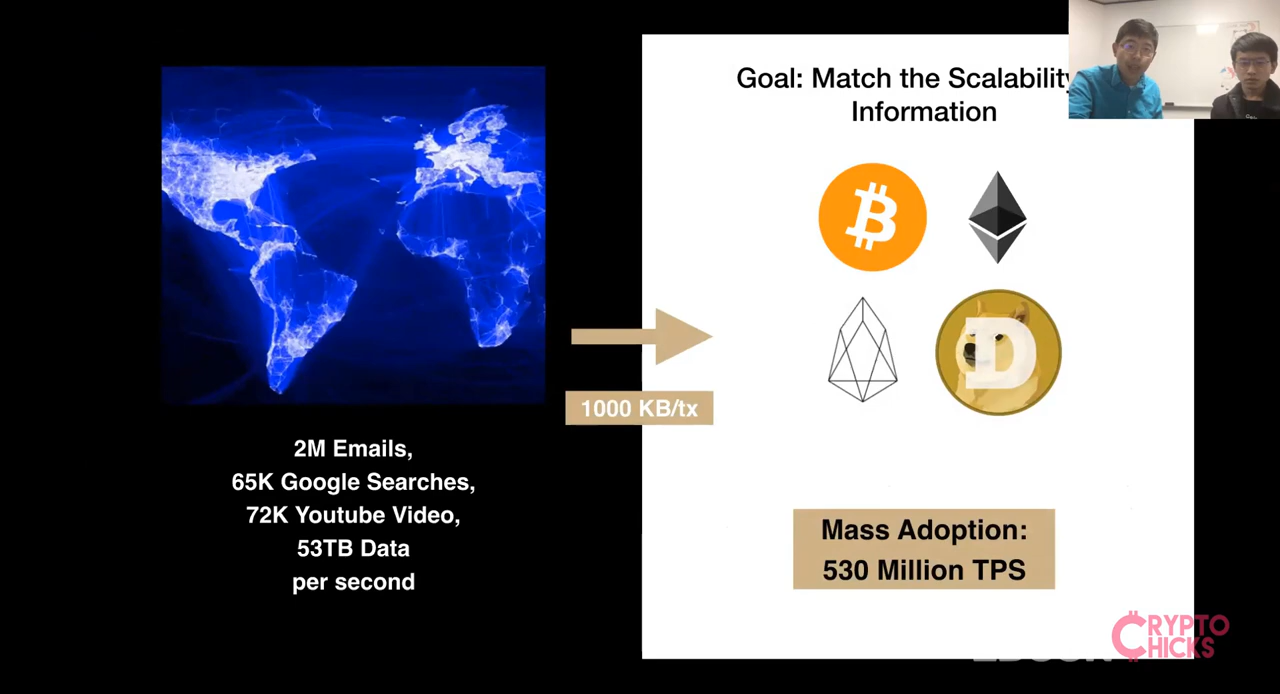 Goal: Match the Scalability
Information
1000 KB/tx
2M Emails,
65K Google Searches,
72K Youtube Video,
53TB Data
per second
Mass Adoption:
530 Million TPS
CRYPTO
CHICKS